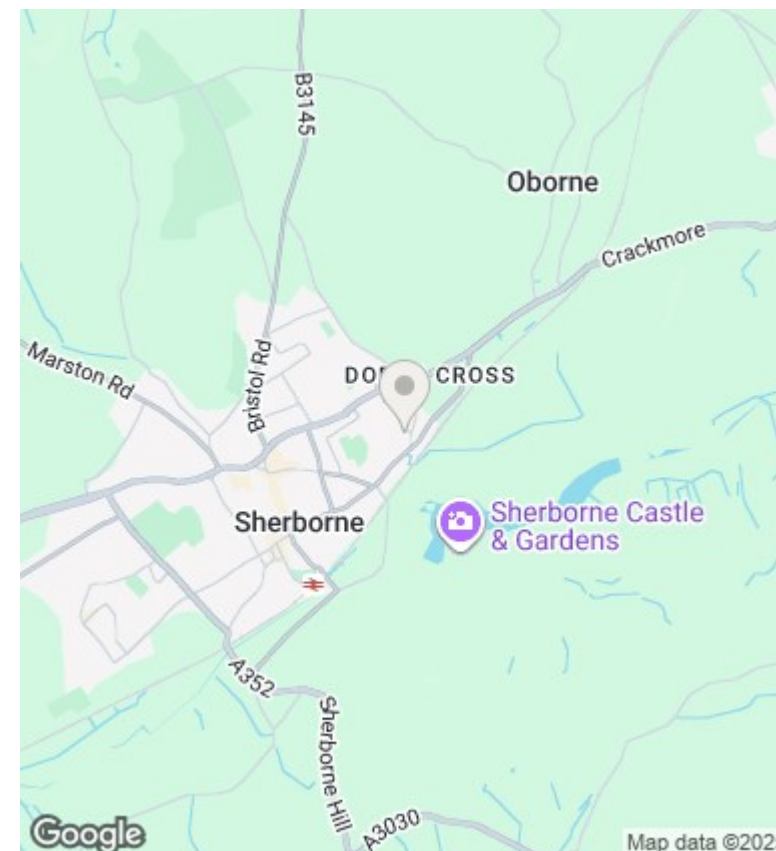 B3145
Oborne
Crackmore
Marston Rd
Bristol Rd
DO
CROSS
Sherborne
Sherborne Castle
& Gardens
A352
Sherborne Hill
A3030
Google
Map data ©202